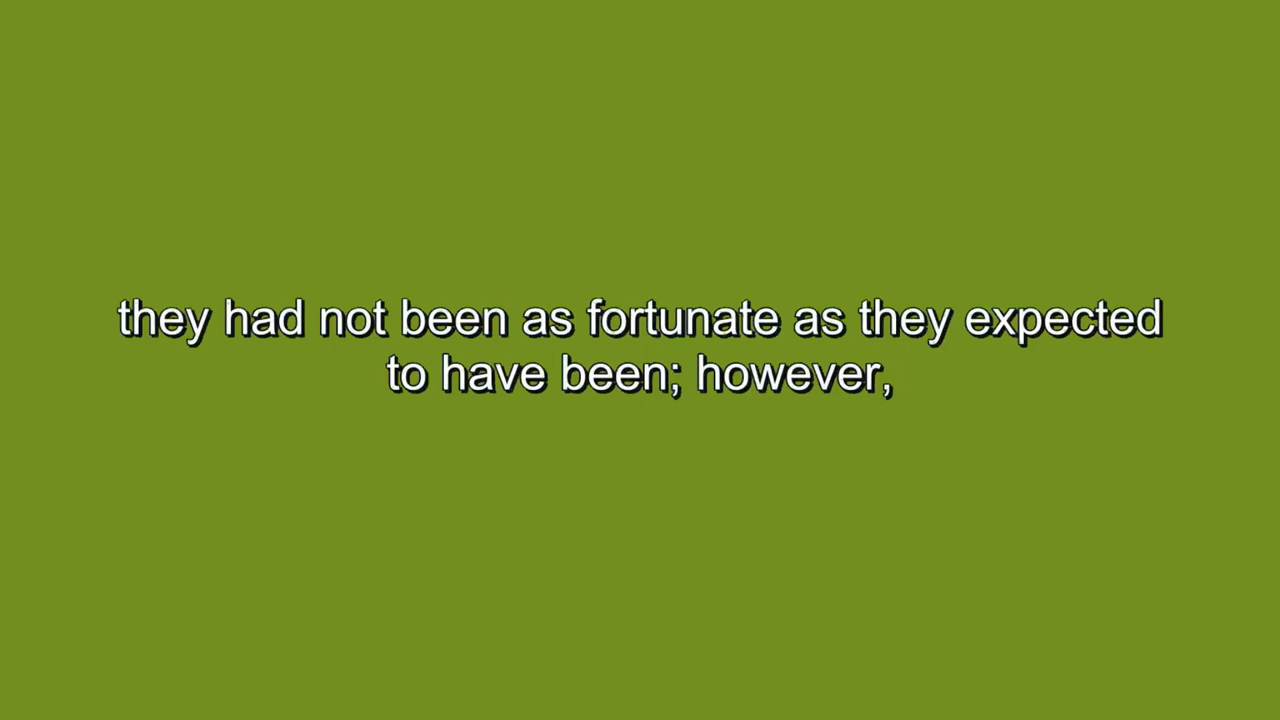 they had not been as fortunate as they expected
to have been; however,